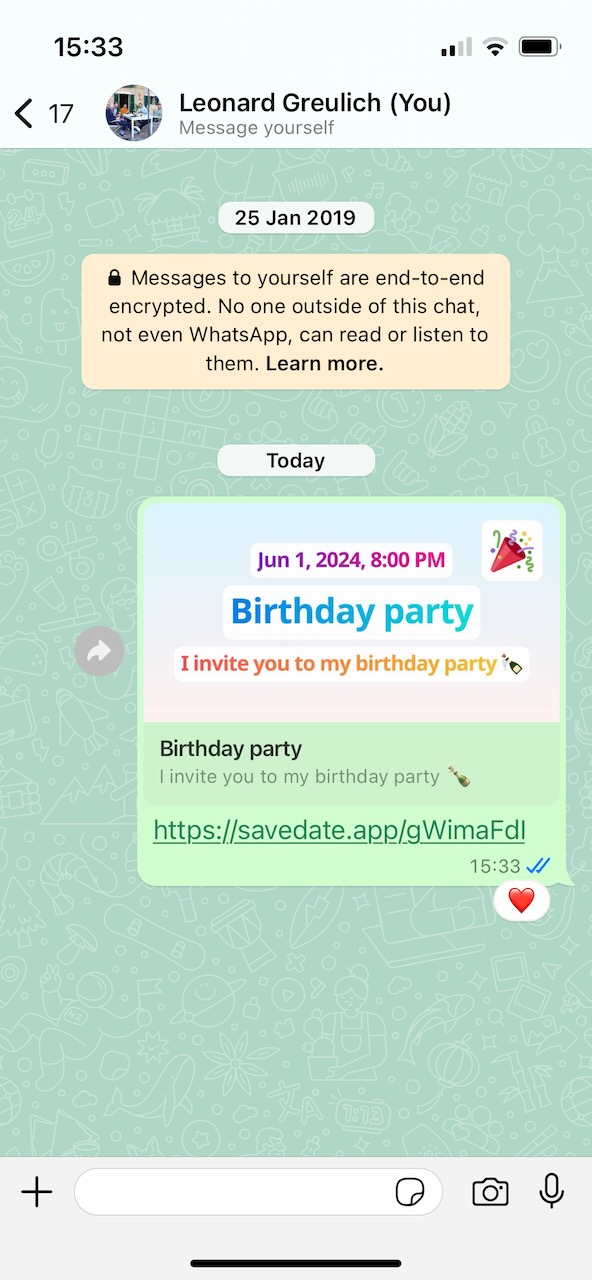 15:33
17
Leonard Greulich (You)
Message yourself
25 Jan 2019
Messages to yourself are end-to-end
encrypted. No one outside of this chat,
not even WhatsApp, can read or listen to
them. Learn more.
Today
Jun 1, 2024, 8:00 PM
Birthday party
I invite you to my birthday party 🍾
Birthday party
I invite you to my birthday party 🍾
https://savedate.app/gWimaFdI
15:33